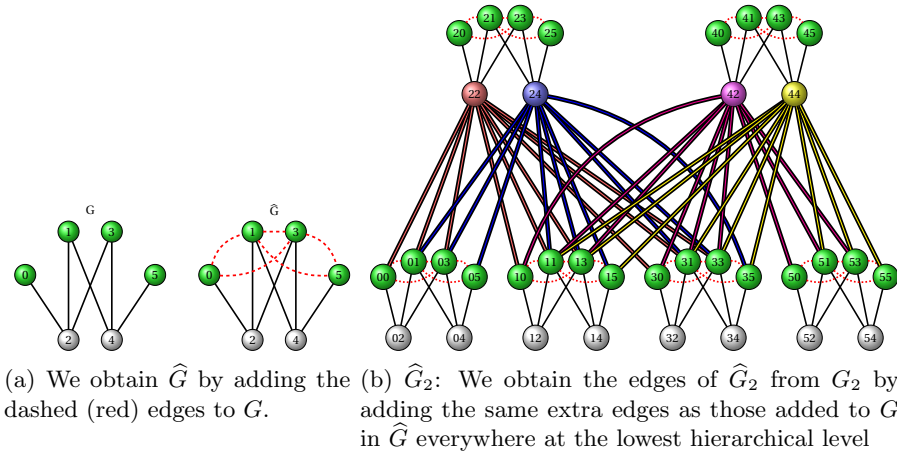 21 23 41 43
20 25 40 45
22 24 42 44
G Ĝ
1 3 1 3
0 5 0 5
2 4 2 4
01 03 11 13 31 33 51 53
00 05 10 15 30 35 50 55
02 04 12 14 32 34 52 54
(a) We obtain Ĝ by adding the
dashed (red) edges to G.
(b) Ĝ₂: We obtain the edges of Ĝ₂ from G₂ by
adding the same extra edges as those added to G
in Ĝ everywhere at the lowest hierarchical level